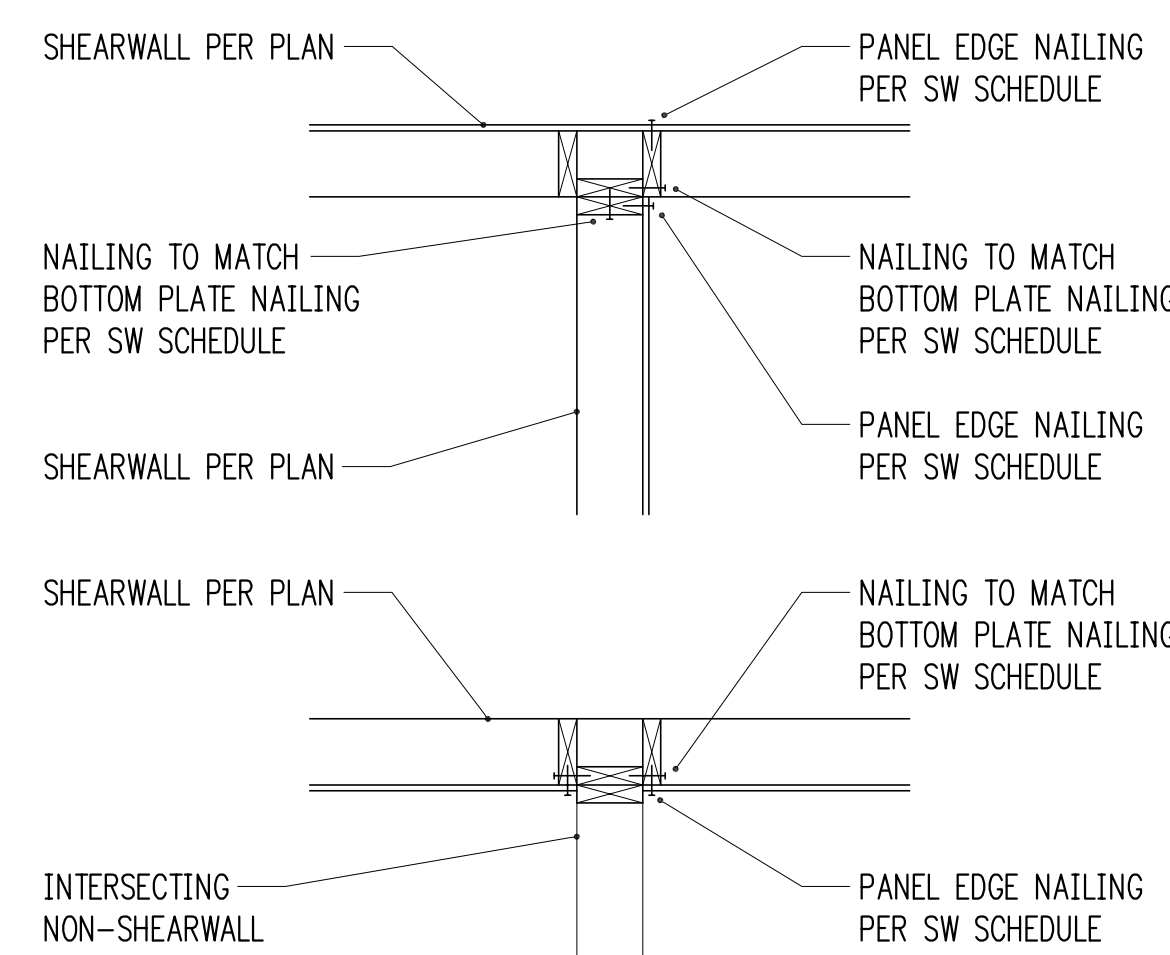 SHEARWALL PER PLAN
PANEL EDGE NAILING
PER SW SCHEDULE
NAILING TO MATCH
BOTTOM PLATE NAILING
PER SW SCHEDULE
NAILING TO MATCH
BOTTOM PLATE NAILING
PER SW SCHEDULE
SHEARWALL PER PLAN
PANEL EDGE NAILING
PER SW SCHEDULE
SHEARWALL PER PLAN
NAILING TO MATCH
BOTTOM PLATE NAILING
PER SW SCHEDULE
INTERSECTING
NON-SHEARWALL
PANEL EDGE NAILING
PER SW SCHEDULE